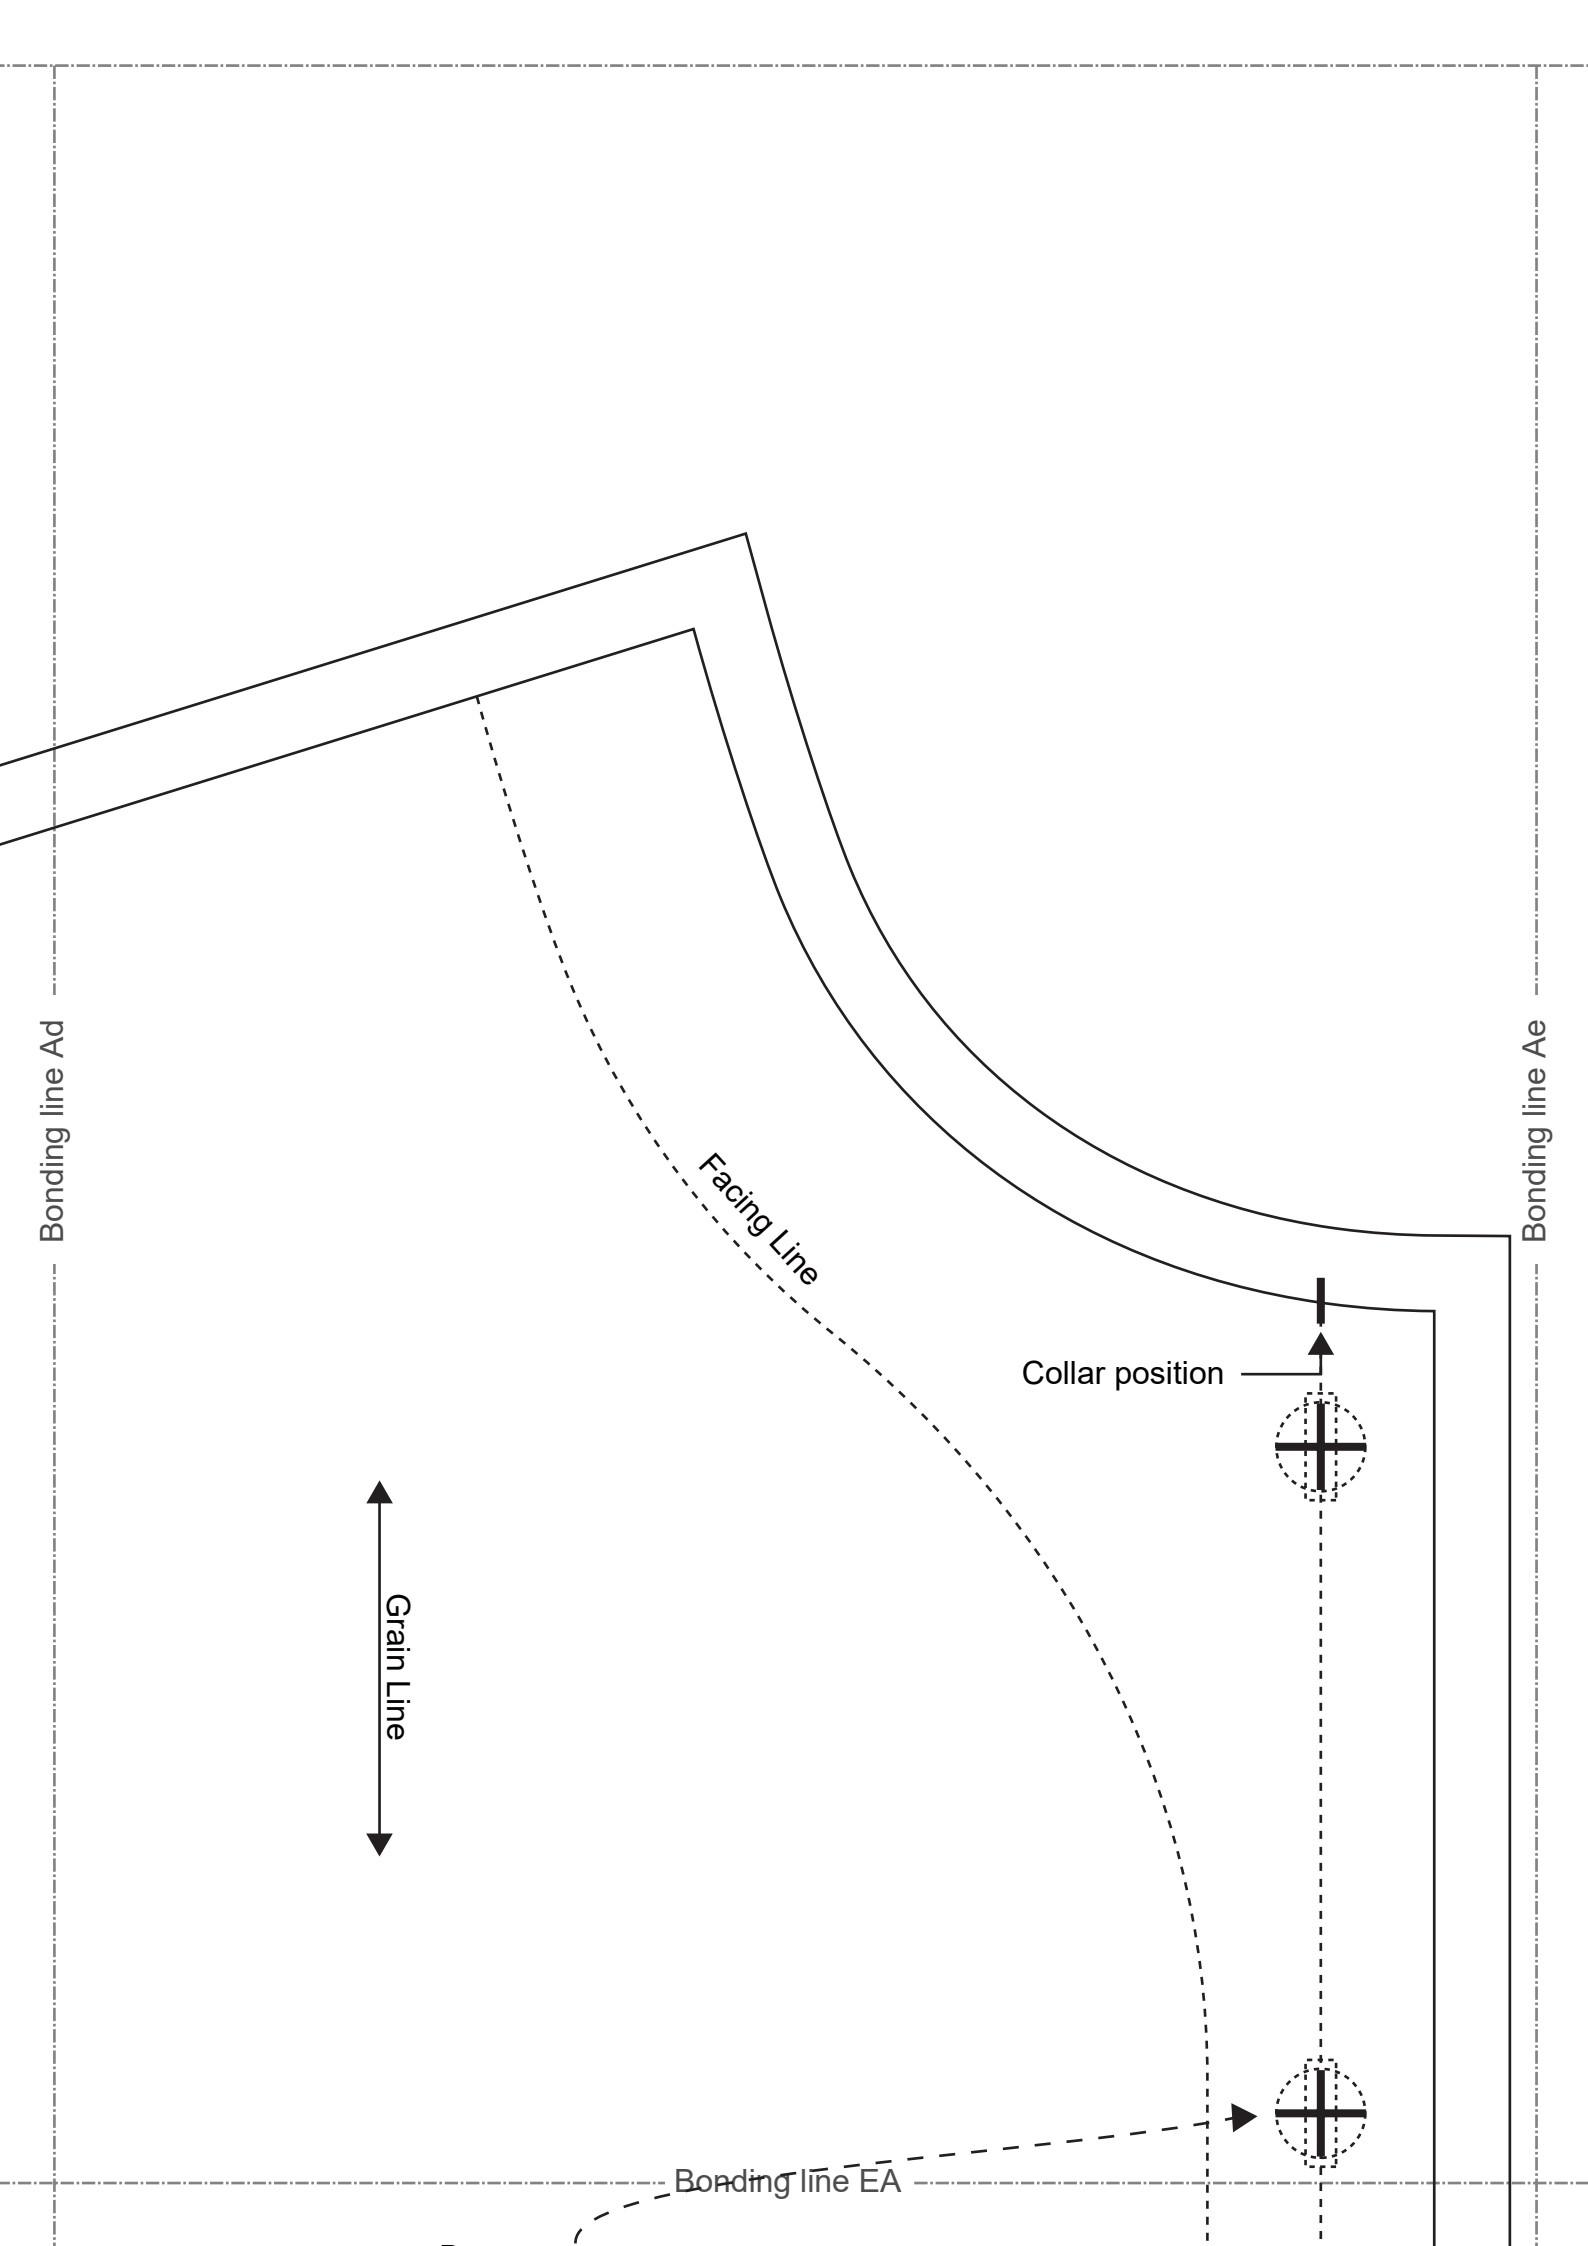 Bonding line Ad
Bonding line Ae
Facing Line
Collar position
Grain Line
Bonding line EA